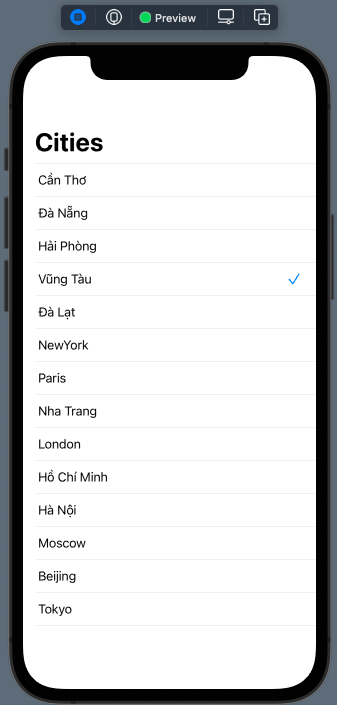 Preview
Cities
Cần Thơ
Đà Nẵng
Hải Phòng
Vũng Tàu
Đà Lạt
NewYork
Paris
Nha Trang
London
Hồ Chí Minh
Hà Nội
Moscow
Beijing
Tokyo